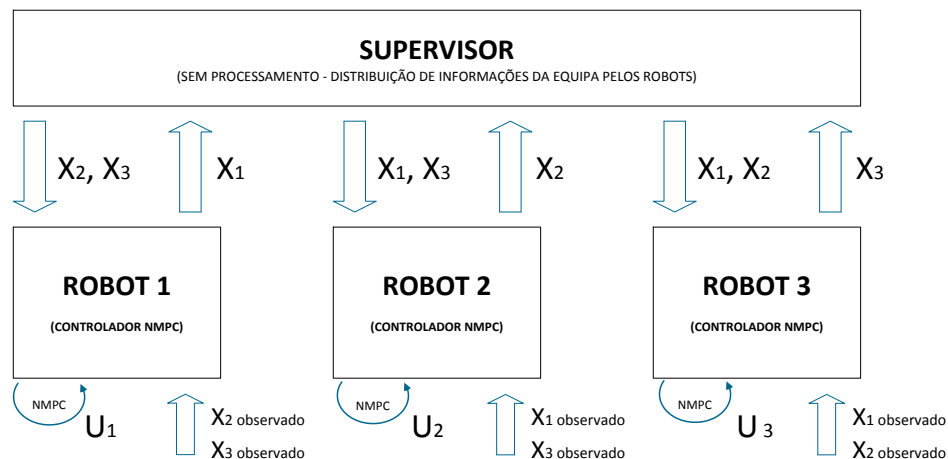 SUPERVISOR
(SEM PROCESSAMENTO - DISTRIBUIÇÃO DE INFORMAÇÕES DA EQUIPA PELOS ROBOTS)
X2, X3
X1
X1, X3
X2
X1, X2
X3
ROBOT 1
(CONTROLADOR NMPC)
ROBOT 2
(CONTROLADOR NMPC)
ROBOT 3
(CONTROLADOR NMPC)
NMPC
U1
X2 observado
X3 observado
NMPC
U2
X1 observado
X3 observado
NMPC
U 3
X1 observado
X2 observado